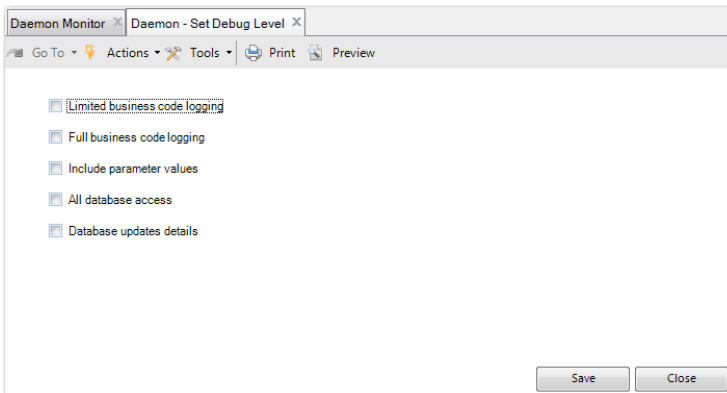 Daemon Monitor Daemon - Set Debug Level
Go To Actions Tools Print Preview
Limited business code logging
Full business code logging
Include parameter values
All database access
Database updates details
Save Close